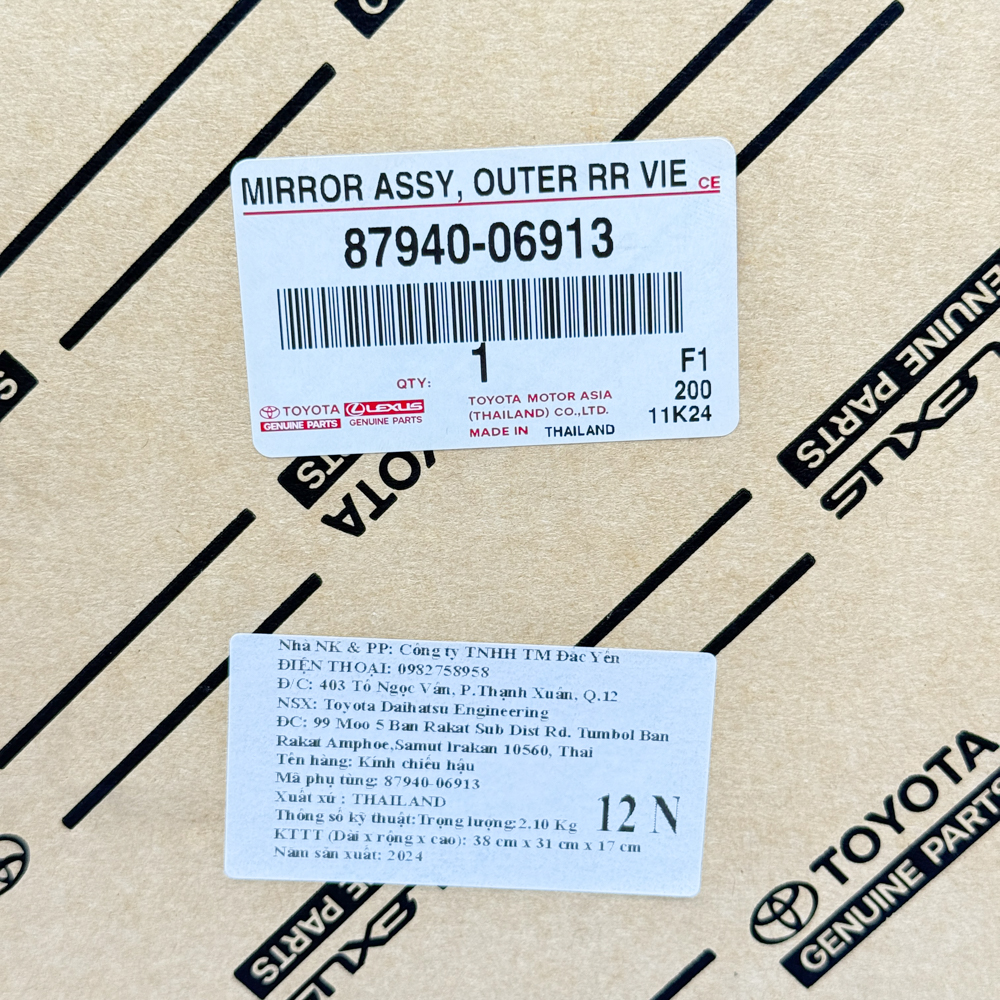 MIRROR ASSY, OUTER RR VIE CE
87940-06913
QTY: 1
F1
200
11K24
TOYOTA LEXUS
GENUINE PARTS GENUINE PARTS
TOYOTA MOTOR ASIA
(THAILAND) CO.,LTD.
MADE IN THAILAND
GENUINE PARTS
LEXUS
Nhà NK & PP: Công ty TNHH TM Đắc Yến
ĐIỆN THOẠI: 0982758958
Đ/C: 403 Tô Ngọc Vân, P.Thạnh Xuân, Q.12
NSX: Toyota Daihatsu Engineering
ĐC: 99 Moo 5 Ban Rakat Sub Dist Rd. Tumbol Ban
Rakat Amphoe,Samut Irakan 10560, Thai
Tên hàng: Kính chiếu hậu
Mã phụ tùng: 87940-06913
Xuất xứ : THAILAND
Thông số kỹ thuật:Trọng lượng:2.10 Kg
KTTT (Dài x rộng x cao): 38 cm x 31 cm x 17 cm
Năm sản xuất: 2024
12 N
TOYOTA
GENUINE PARTS
PARTS